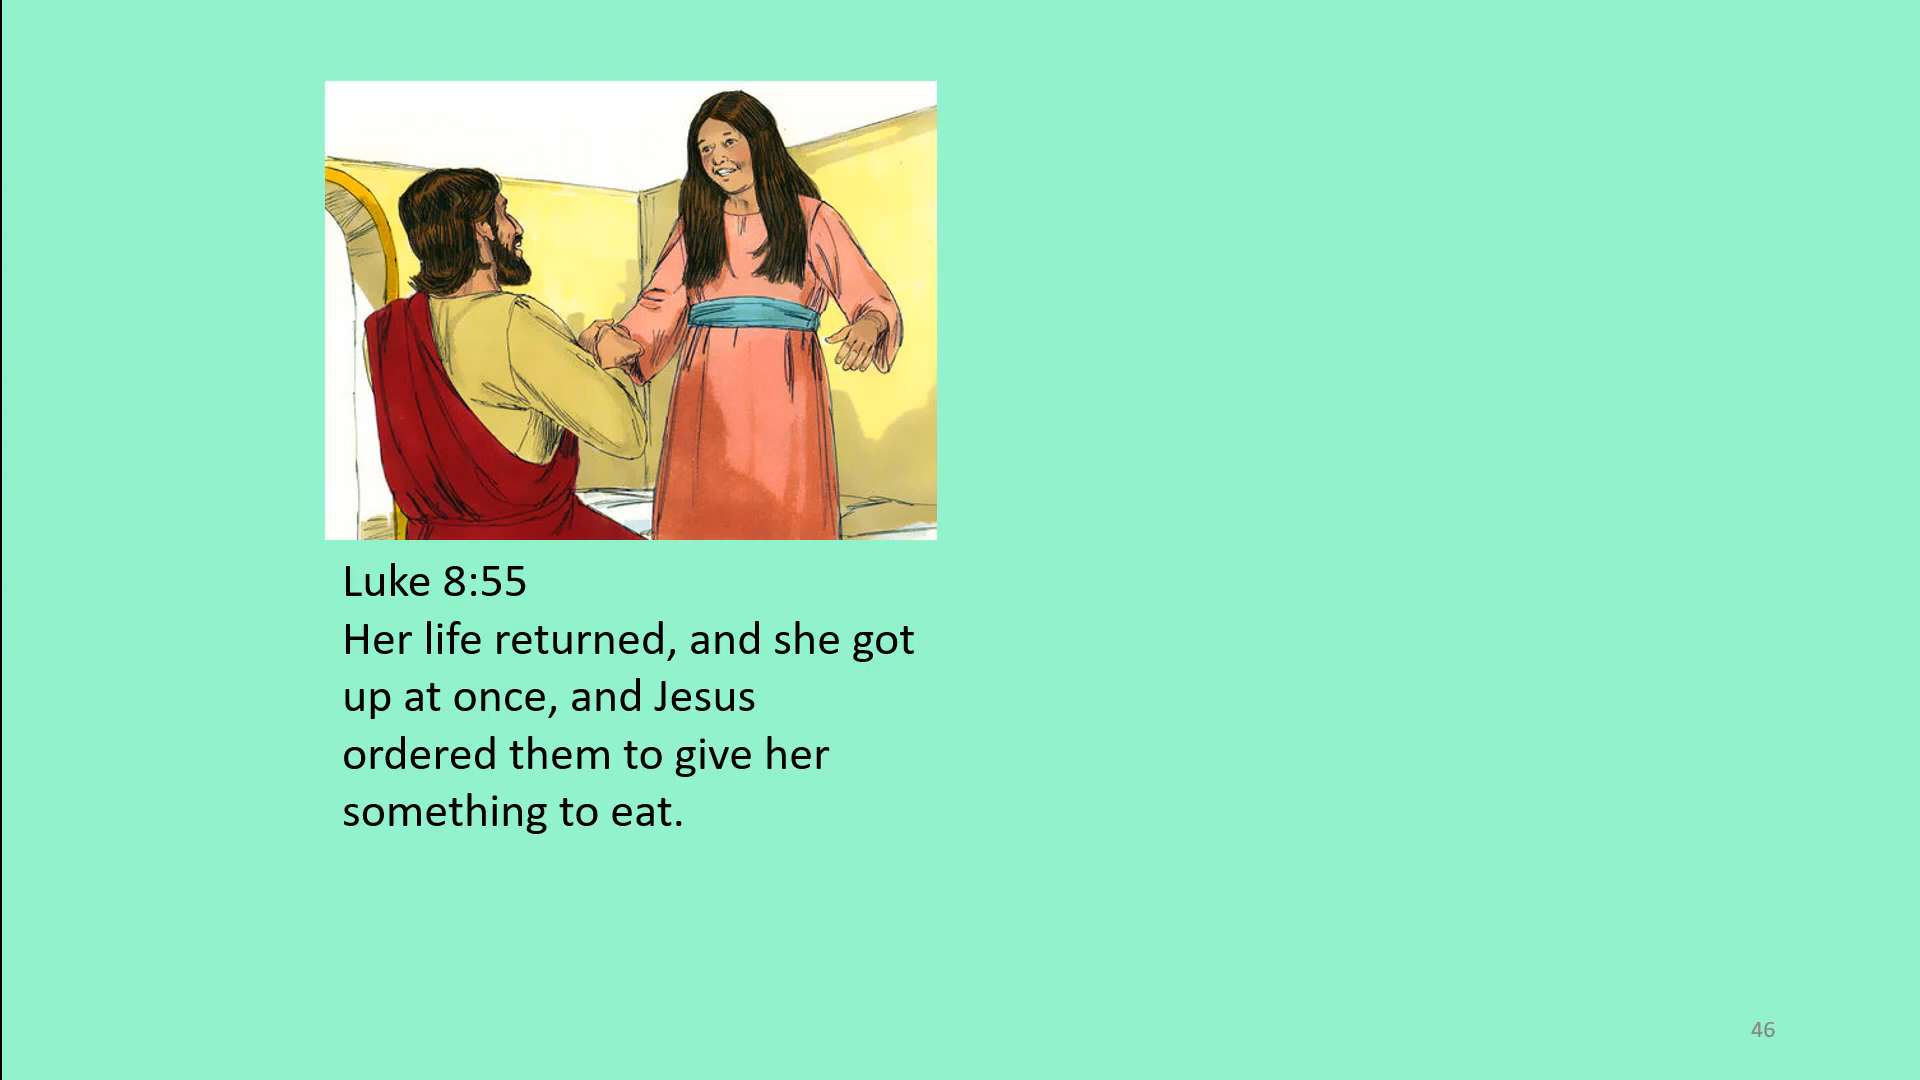 Luke 8:55
Her life returned, and she got
up at once, and Jesus
ordered them to give her
something to eat.
46